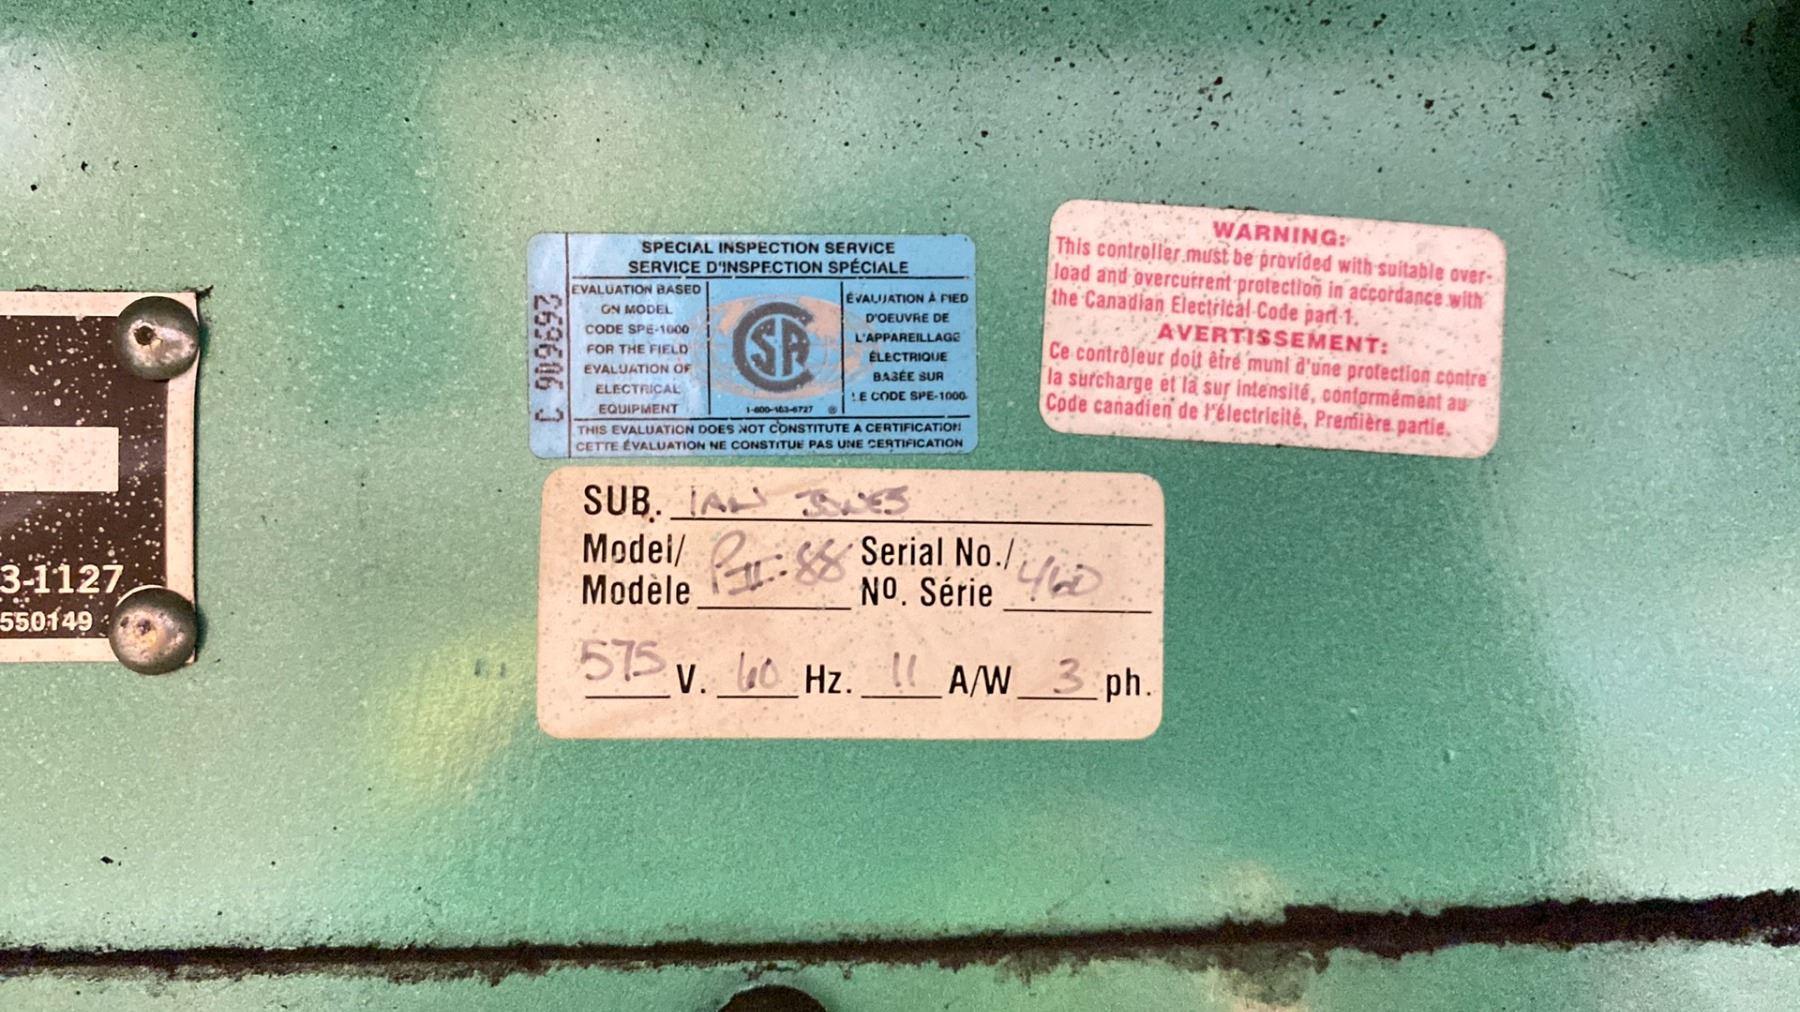 SPECIAL INSPECTION SERVICE
SERVICE D'INSPECTION SPÉCIALE
EVALUATION BASED
ON MODEL
CODE SPE-1000
FOR THE FIELD
EVALUATION OF
ELECTRICAL
EQUIPMENT
CSA
1-800-463-6727 ®
ÉVALUATION À PIED
D'OEUVRE DE
L'APPAREILLAGE
ÉLECTRIQUE
BASÉE SUR
LE CODE SPE-1000
THIS EVALUATION DOES NOT CONSTITUTE A CERTIFICATION
CETTE ÉVALUATION NE CONSTITUE PAS UNE CERTIFICATION
WARNING:
This controller must be provided with suitable over-
load and overcurrent protection in accordance with
the Canadian Electrical Code part 1.
AVERTISSEMENT:
Ce contrôleur doit être muni d'une protection contre
la surcharge et la sur intensité, conformément au
Code canadien de l'électricité, Première partie.
SUB. IAN JONES
Model/ PII-88 Serial No./ 460
Modèle Nº. Série
575 V. 60 Hz. 11 A/W 3 ph.
3-1127
550149